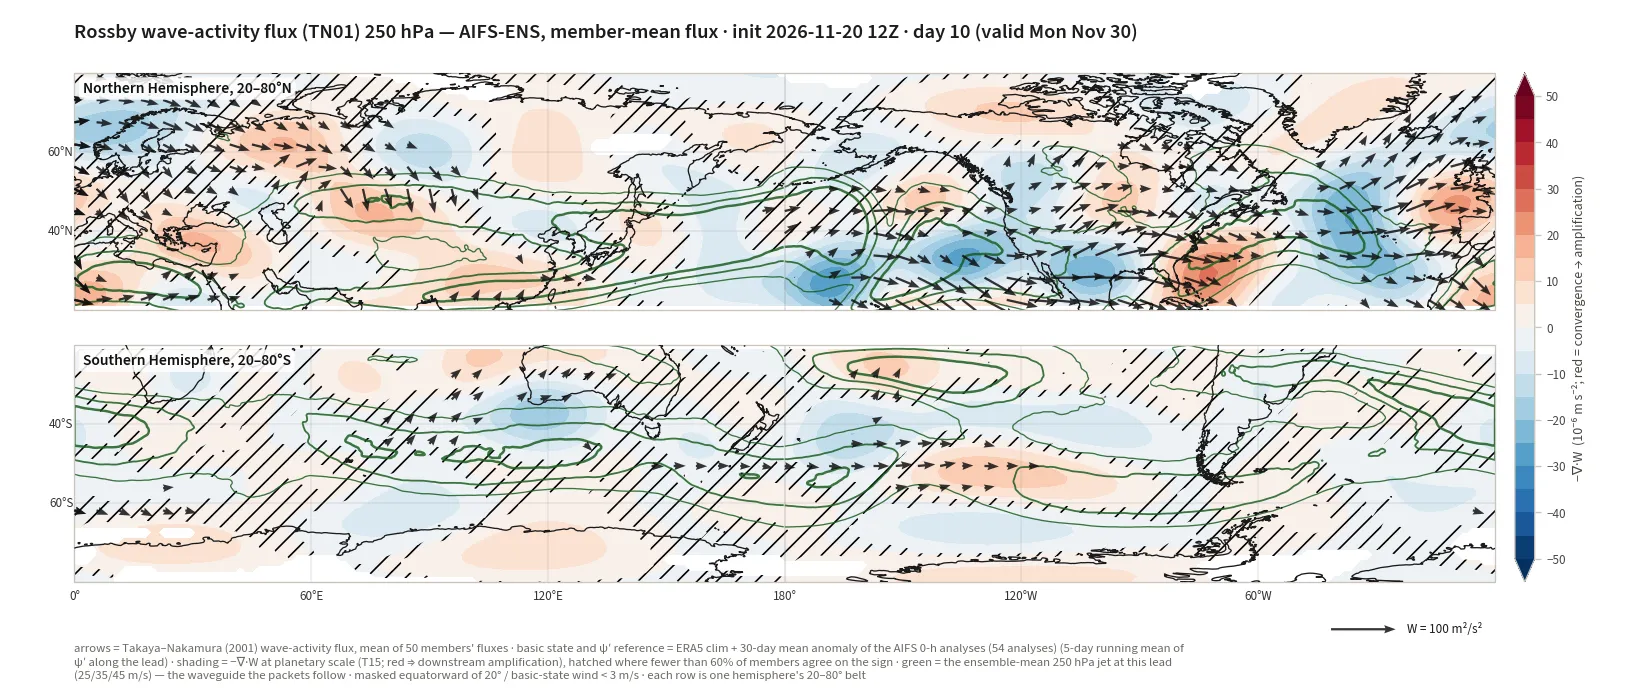 Rossby wave-activity flux (TN01) 250 hPa — AIFS-ENS, member-mean flux · init 2026-11-20 12Z · day 10 (valid Mon Nov 30)
Northern Hemisphere, 20–80°N
60°N
40°N
Southern Hemisphere, 20–80°S
40°S
60°S
0°
60°E
120°E
180°
120°W
60°W
50
40
30
20
10
0
−10
−20
−30
−40
−50
−∇·W (10⁻⁶ m s⁻²; red = convergence → amplification)
W = 100 m²/s²
arrows = Takaya–Nakamura (2001) wave-activity flux, mean of 50 members' fluxes · basic state and ψ' reference = ERA5 clim + 30-day mean anomaly of the AIFS 0-h analyses (54 analyses) (5-day running mean of
ψ' along the lead) · shading = −∇·W at planetary scale (T15; red ⇒ downstream amplification), hatched where fewer than 60% of members agree on the sign · green = the ensemble-mean 250 hPa jet at this lead
(25/35/45 m/s) — the waveguide the packets follow · masked equatorward of 20° / basic-state wind < 3 m/s · each row is one hemisphere's 20–80° belt